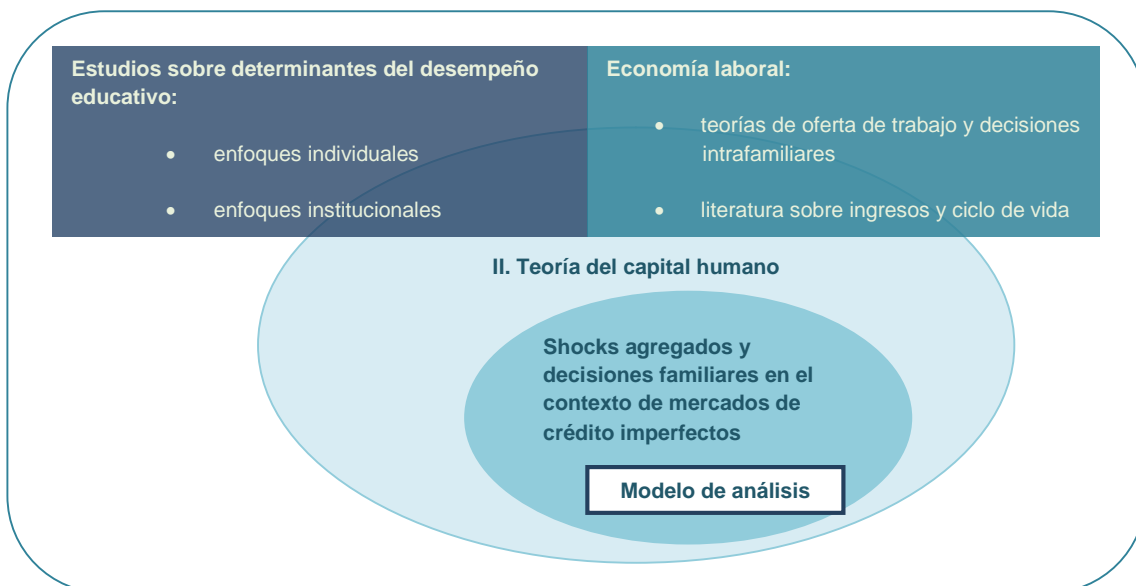 Estudios sobre determinantes del desempeño
educativo:
• enfoques individuales
• enfoques institucionales
Economía laboral:
• teorías de oferta de trabajo y decisiones
intrafamiliares
• literatura sobre ingresos y ciclo de vida
II. Teoría del capital humano
Shocks agregados y
decisiones familiares en el
contexto de mercados de
crédito imperfectos
Modelo de análisis